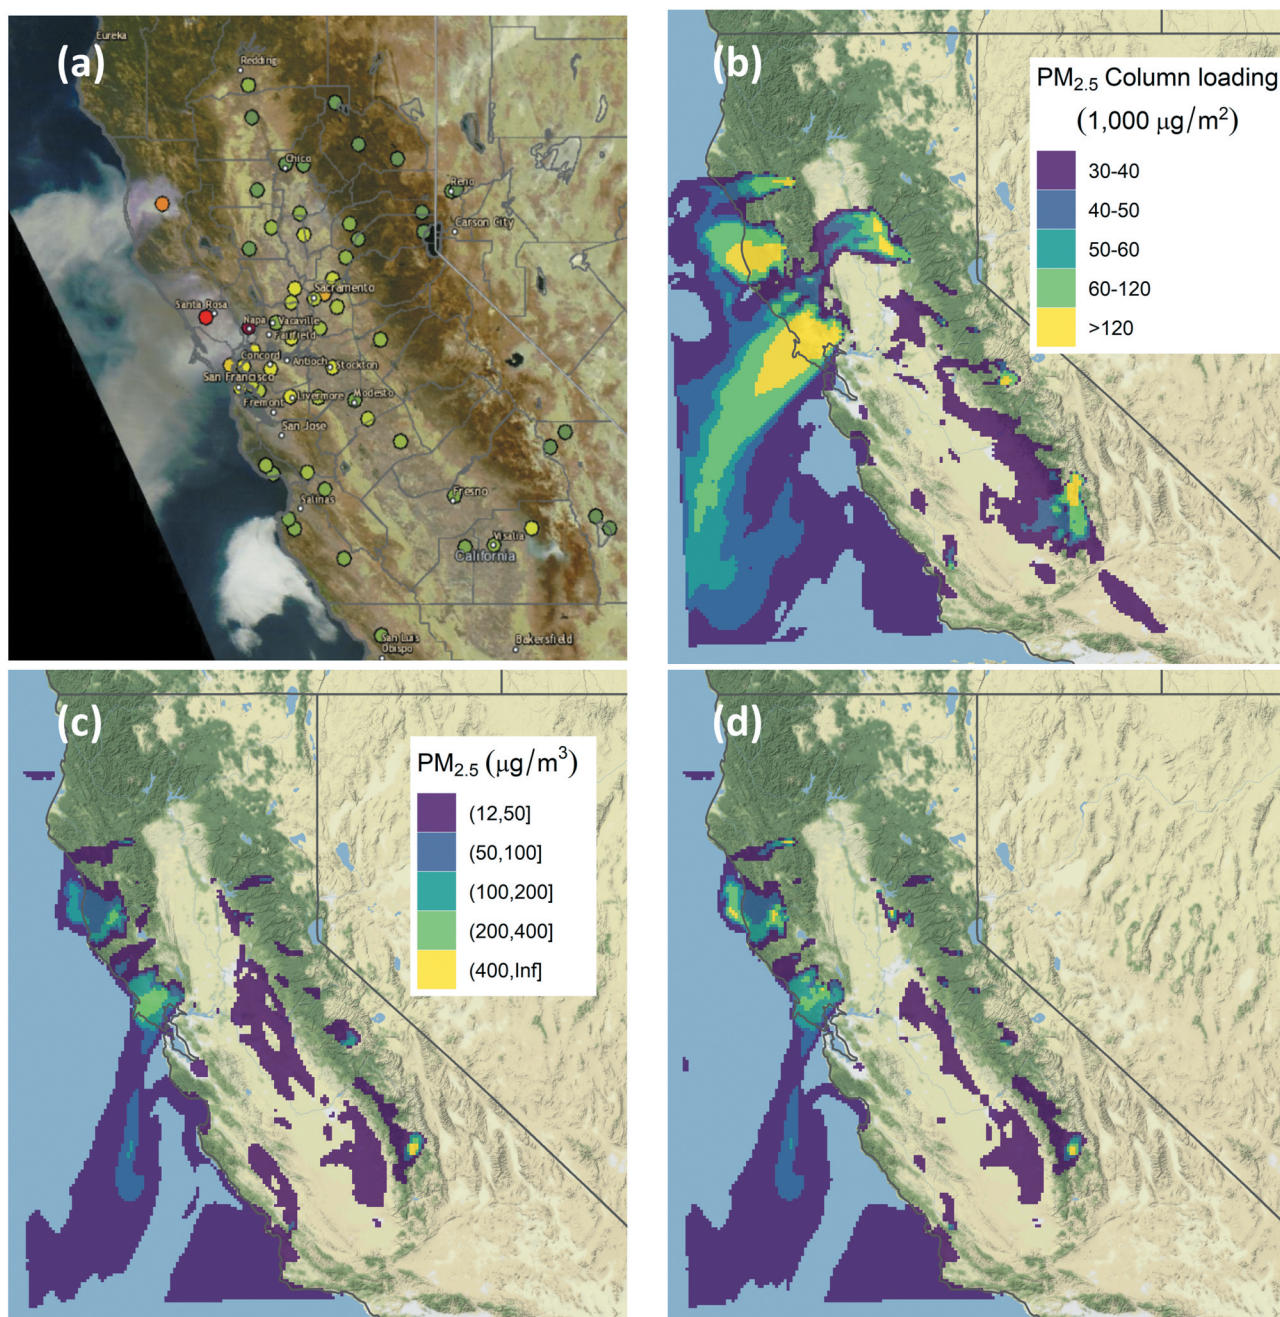 (a)
Eureka
Redding
Chico
Reno
Carson City
Sacramento
Santa Rosa
Napa
Vacaville
Fairfield
Concord
Antioch
Stockton
San Francisco
Livermore
Modesto
Fremont
San Jose
Salinas
Fresno
Visalia
California
San Luis
Obispo
Bakersfield
(b)
PM2.5 Column loading
(1,000 μg/m²)
30-40
40-50
50-60
60-120
>120
(c)
PM2.5 (μg/m³)
(12,50]
(50,100]
(100,200]
(200,400]
(400,Inf]
(d)